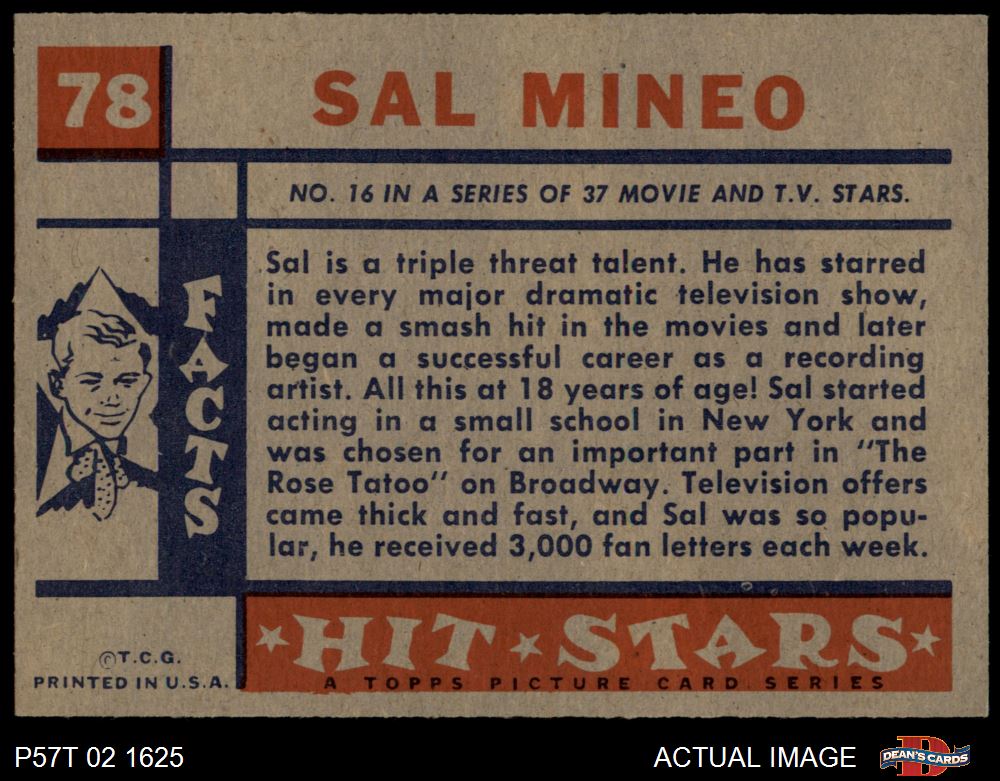 78
SAL MINEO
NO. 16 IN A SERIES OF 37 MOVIE AND T.V. STARS.
FACTS
Sal is a triple threat talent. He has starred
in every major dramatic television show,
made a smash hit in the movies and later
began a successful career as a recording
artist. All this at 18 years of age! Sal started
acting in a small school in New York and
was chosen for an important part in "The
Rose Tatoo" on Broadway. Television offers
came thick and fast, and Sal was so popu-
lar, he received 3,000 fan letters each week.
HIT STARS
A TOPPS PICTURE CARD SERIES
©T.C.G.
PRINTED IN U.S.A.
P57T 02 1625
ACTUAL IMAGE
DEAN'S CARDS